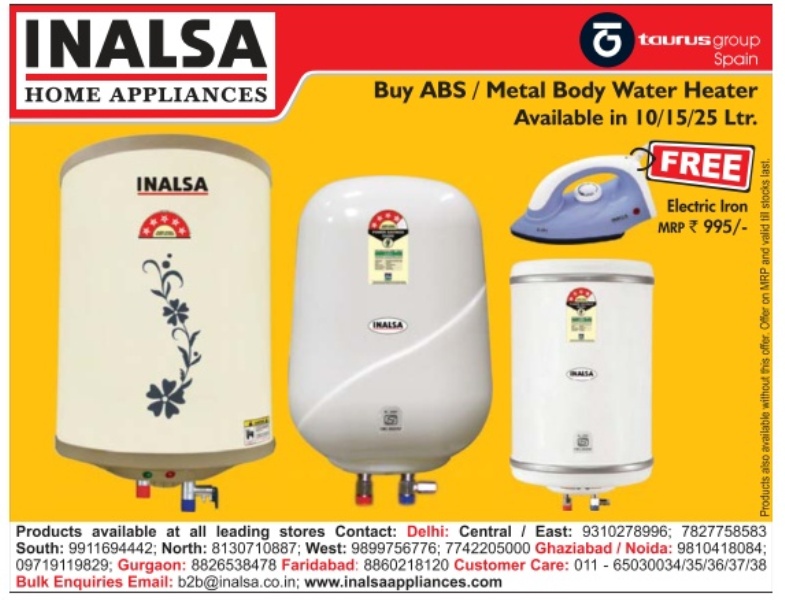 INALSA
HOME APPLIANCES
taurusgroup
Spain
Buy ABS / Metal Body Water Heater
Available in 10/15/25 Ltr.
FREE
Electric Iron
MRP ₹ 995/-
INALSA
INALSA
INALSA
Products also available without this offer. Offer on MRP and valid till stocks last.
Products available at all leading stores Contact: Delhi: Central / East: 9310278996; 7827758583
South: 9911694442; North: 8130710887; West: 9899756776; 7742205000 Ghaziabad / Noida: 9810418084;
09719119829; Gurgaon: 8826538478 Faridabad: 8860218120 Customer Care: 011 - 65030034/35/36/37/38
Bulk Enquiries Email: b2b@inalsa.co.in; www.inalsaappliances.com